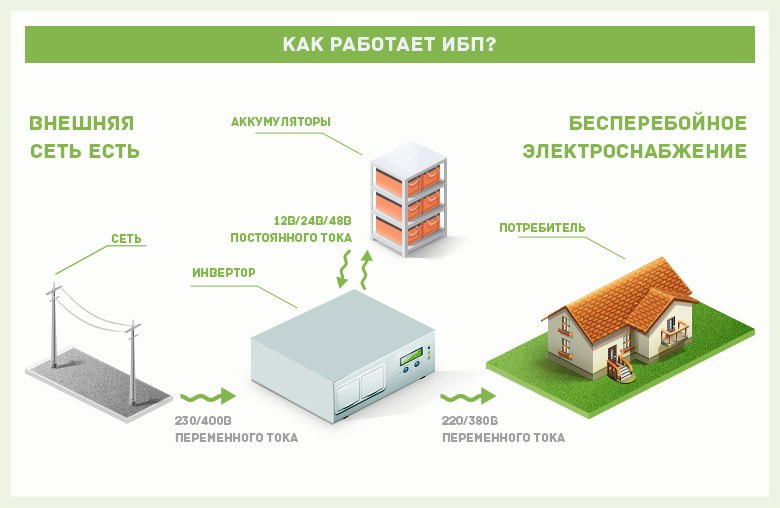 КАК РАБОТАЕТ ИБП?
ВНЕШНЯЯ
СЕТЬ ЕСТЬ
АККУМУЛЯТОРЫ
БЕСПЕРЕБОЙНОЕ
ЭЛЕКТРОСНАБЖЕНИЕ
12В/24В/48В
ПОСТОЯННОГО ТОКА
ПОТРЕБИТЕЛЬ
СЕТЬ
ИНВЕРТОР
230/400В
ПЕРЕМЕННОГО ТОКА
220/380В
ПЕРЕМЕННОГО ТОКА